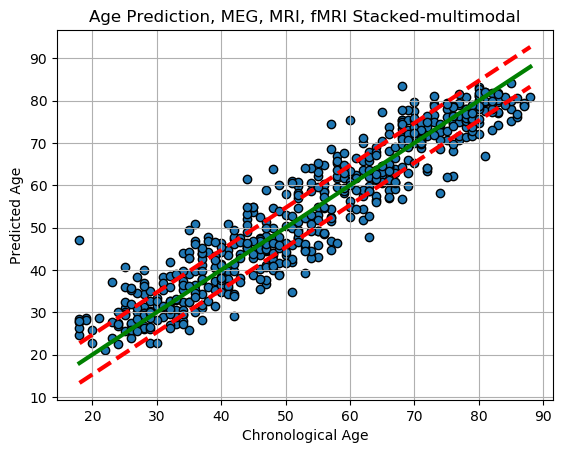 Age Prediction, MEG, MRI, fMRI Stacked-multimodal
90
80
70
60
50
40
30
20
10
Predicted Age
20 30 40 50 60 70 80 90
Chronological Age